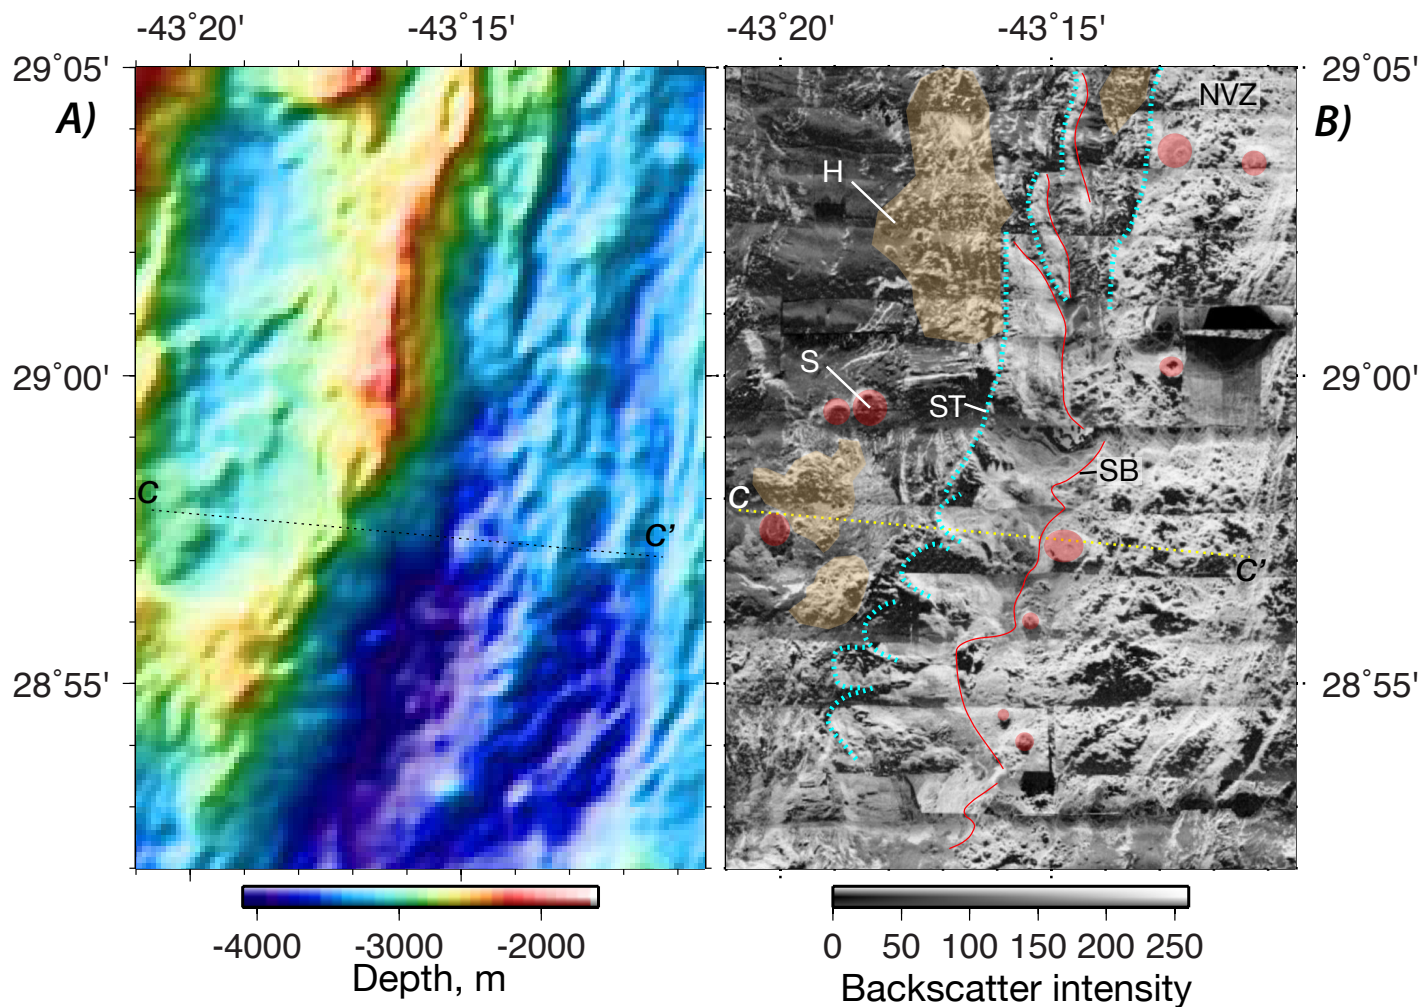 -43˚20' -43˚15' -43˚20' -43˚15'
29˚05' 29˚05'
A) NVZ B)
H
29˚00' S 29˚00'
ST
SB
C C
C' C'
28˚55' 28˚55'
-4000 -3000 -2000 0 50 100 150 200 250
Depth, m
Backscatter intensity